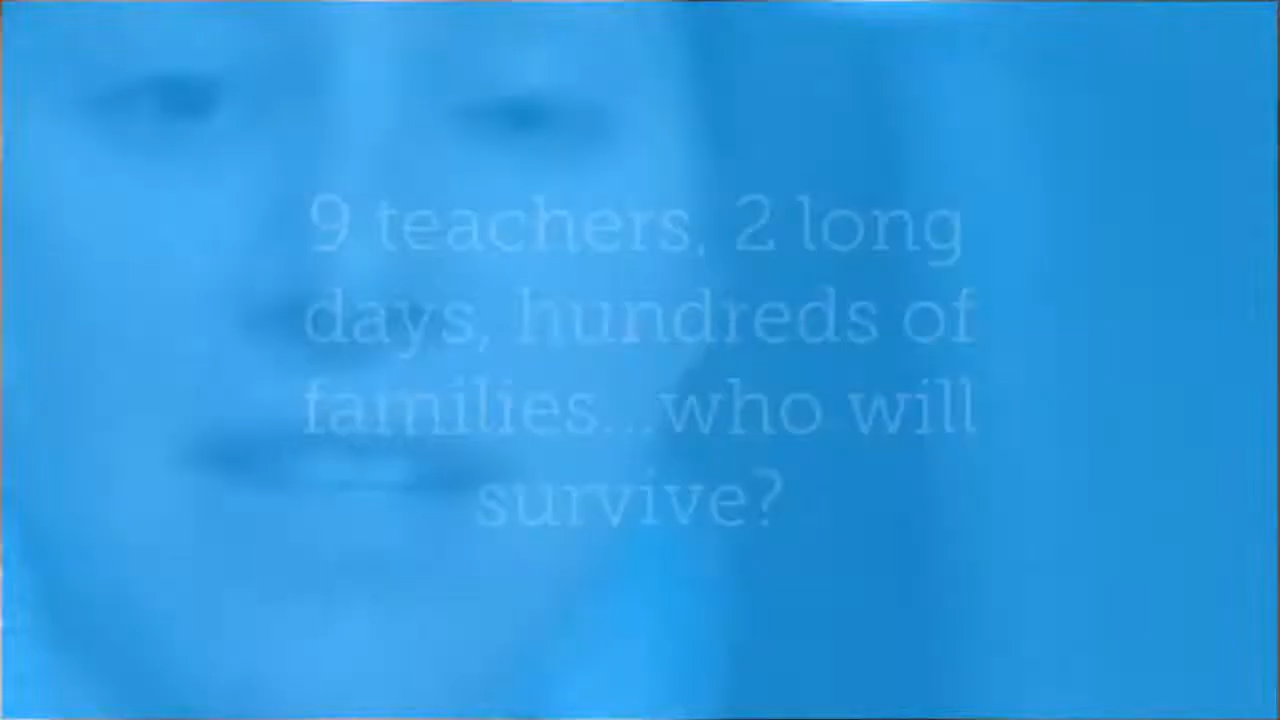 9 teachers, 2 long
days, hundreds of
families...who will
survive?